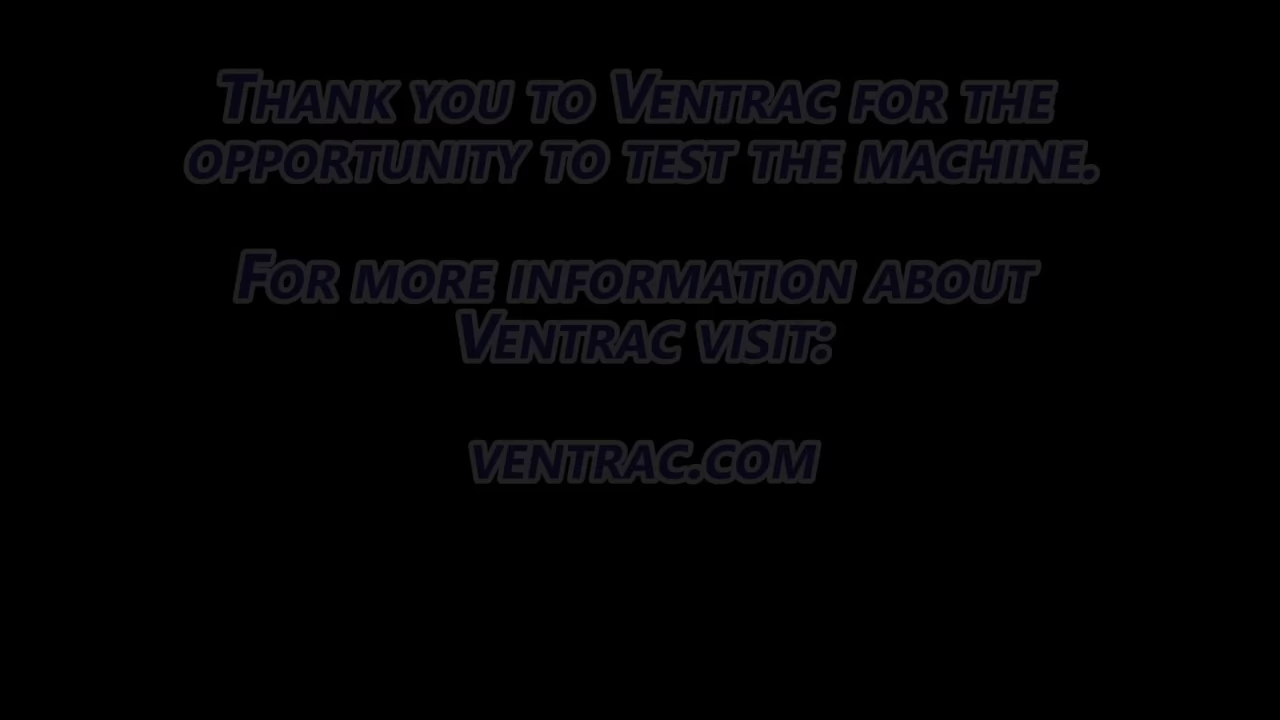 Thank you to Ventrac for the
opportunity to test the machine.
For more information about
Ventrac visit:
ventrac.com